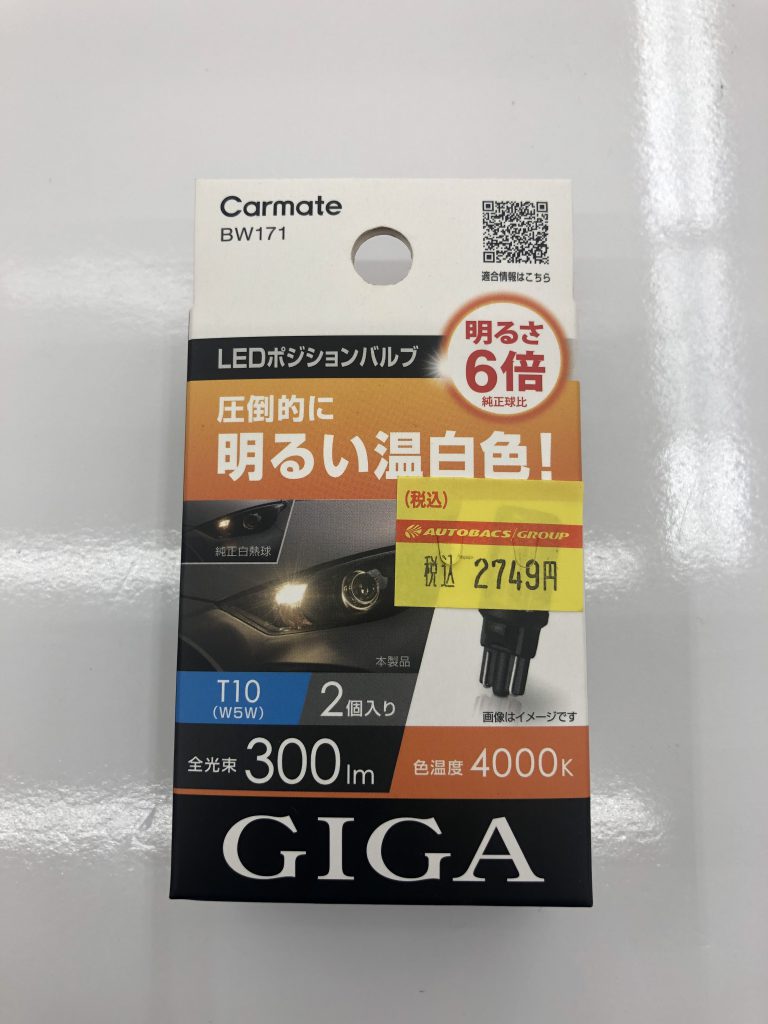 Carmate
BW171
適合情報はこちら
LEDポジションバルブ
明るさ
6倍
純正球比
圧倒的に
明るい温白色!
(税込)
AUTOBACS GROUP
税込 2749円
純正白熱球
本製品
T10
(W5W)
2個入り
画像はイメージです
全光束 300lm
色温度 4000K
GIGA